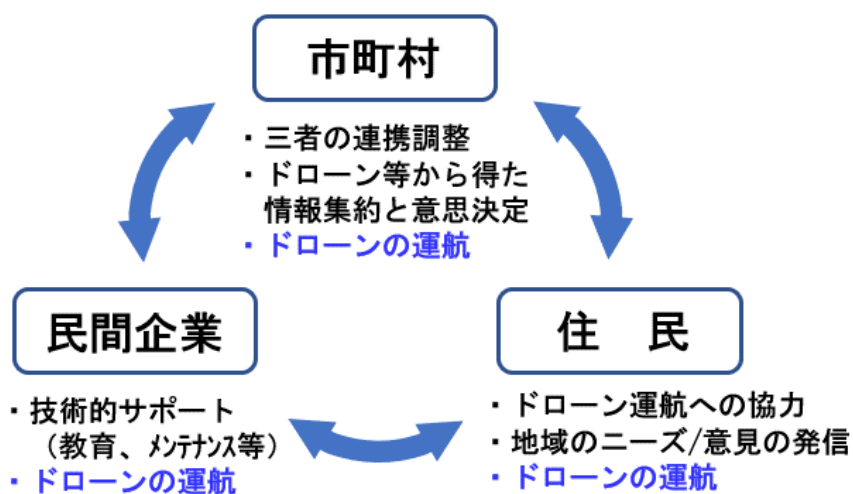 市町村
・三者の連携調整
・ドローン等から得た
情報集約と意思決定
・ドローンの運航
民間企業
・技術的サポート
（教育、ﾒﾝﾃﾅﾝｽ等）
・ドローンの運航
住　民
・ドローン運航への協力
・地域のニーズ/意見の発信
・ドローンの運航